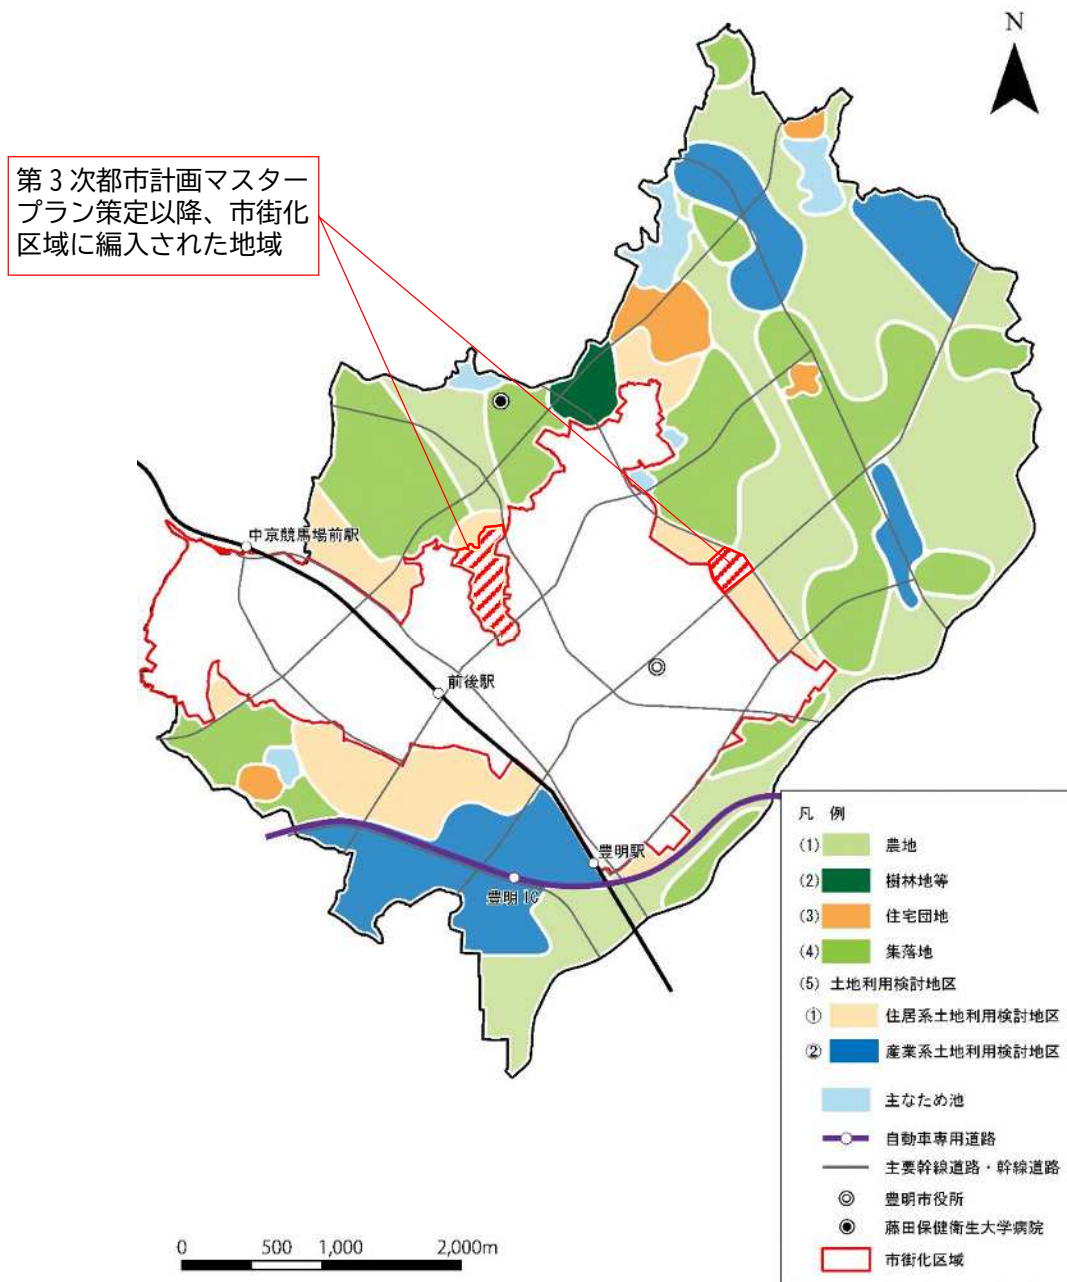 N
第3次都市計画マスター
プラン策定以降、市街化
区域に編入された地域
中京競馬場前駅
前後駅
豊明駅
豊明IC
凡 例
(1) 農地
(2) 樹林地等
(3) 住宅団地
(4) 集落地
(5) 土地利用検討地区
① 住居系土地利用検討地区
② 産業系土地利用検討地区
主なため池
自動車専用道路
主要幹線道路・幹線道路
豊明市役所
藤田保健衛生大学病院
市街化区域
0 500 1,000 2,000m